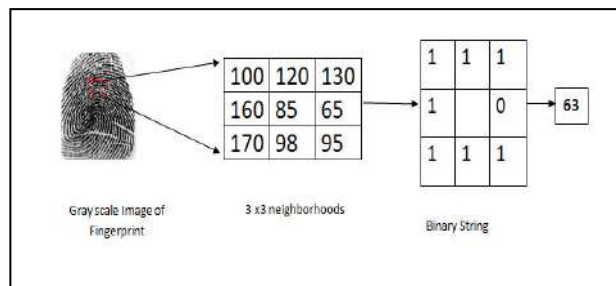 100 120 130
160 85 65
170 98 95
1 1 1
1 0
1 1 1
63
Gray scale Image of
Fingerprint
3 x3 neighborhoods
Binary String